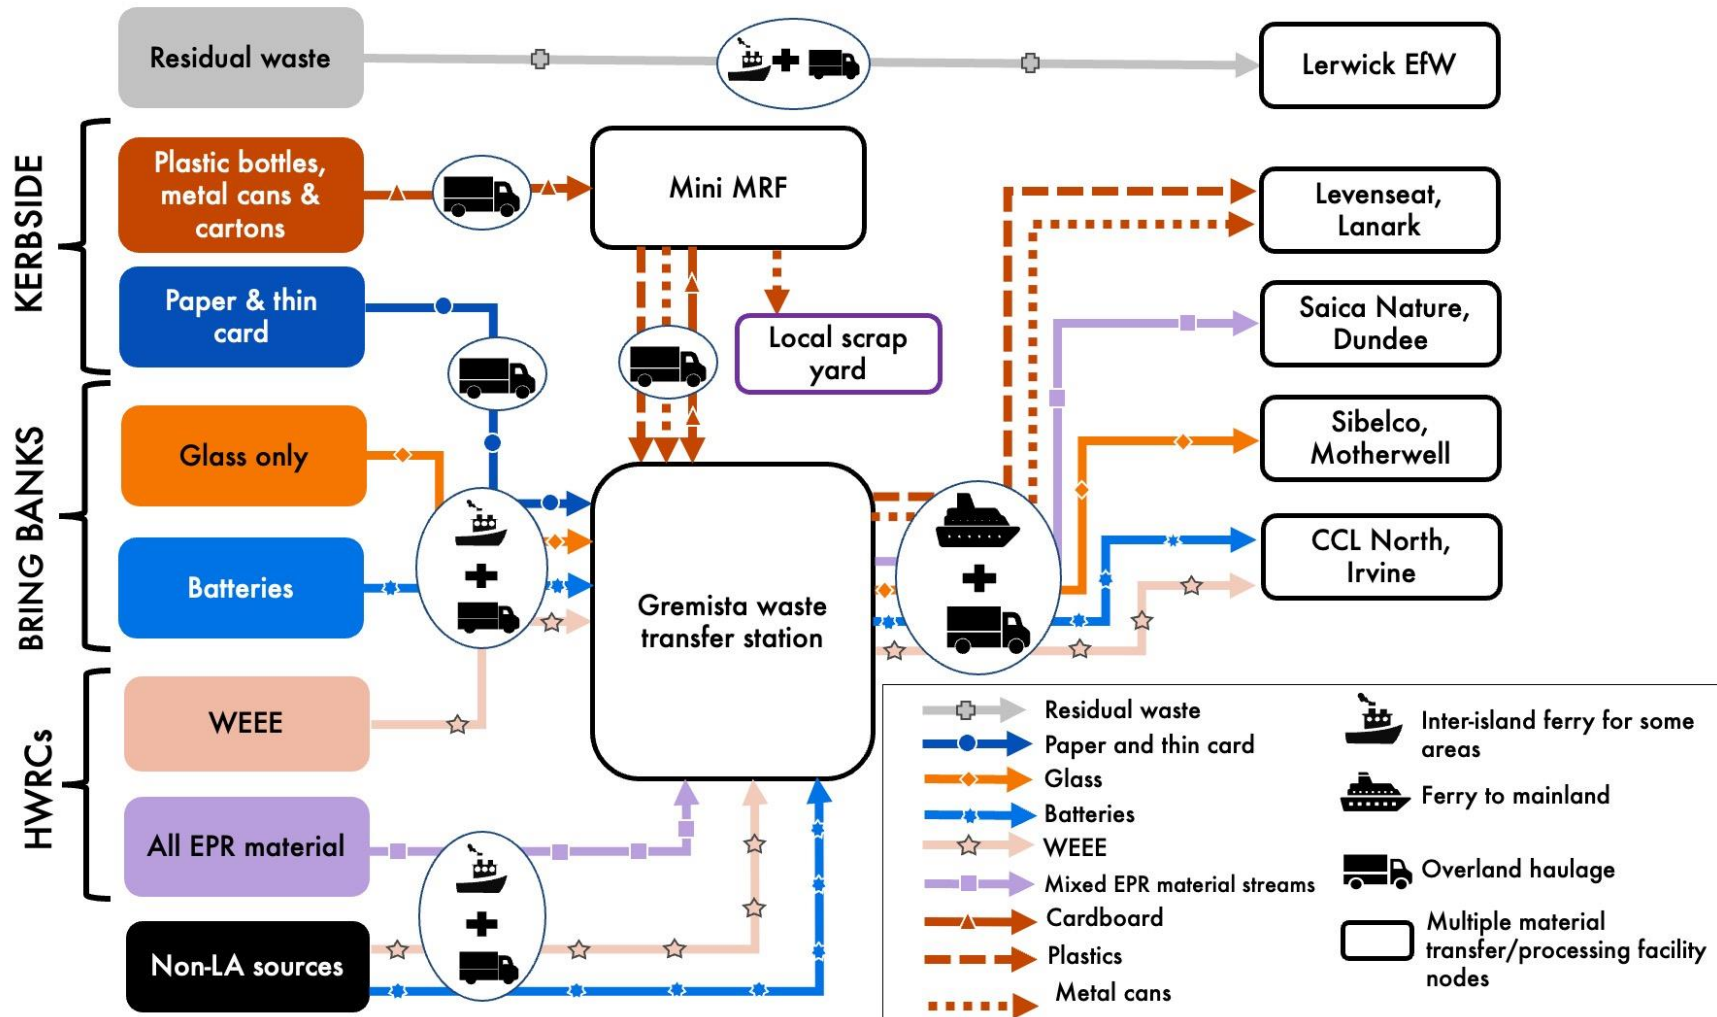 Residual waste
Lerwick EfW
KERBSIDE
Plastic bottles,
metal cans &
cartons
Mini MRF
Levenseat,
Lanark
Paper & thin
card
Local scrap
yard
Saica Nature,
Dundee
BRING BANKS
Glass only
Sibelco,
Motherwell
Batteries
Gremista waste
transfer station
CCL North,
Irvine
HWRCs
WEEE
All EPR material
Non-LA sources
Residual waste
Paper and thin card
Glass
Batteries
WEEE
Mixed EPR material streams
Cardboard
Plastics
Metal cans
Inter-island ferry for some
areas
Ferry to mainland
Overland haulage
Multiple material
transfer/processing facility
nodes